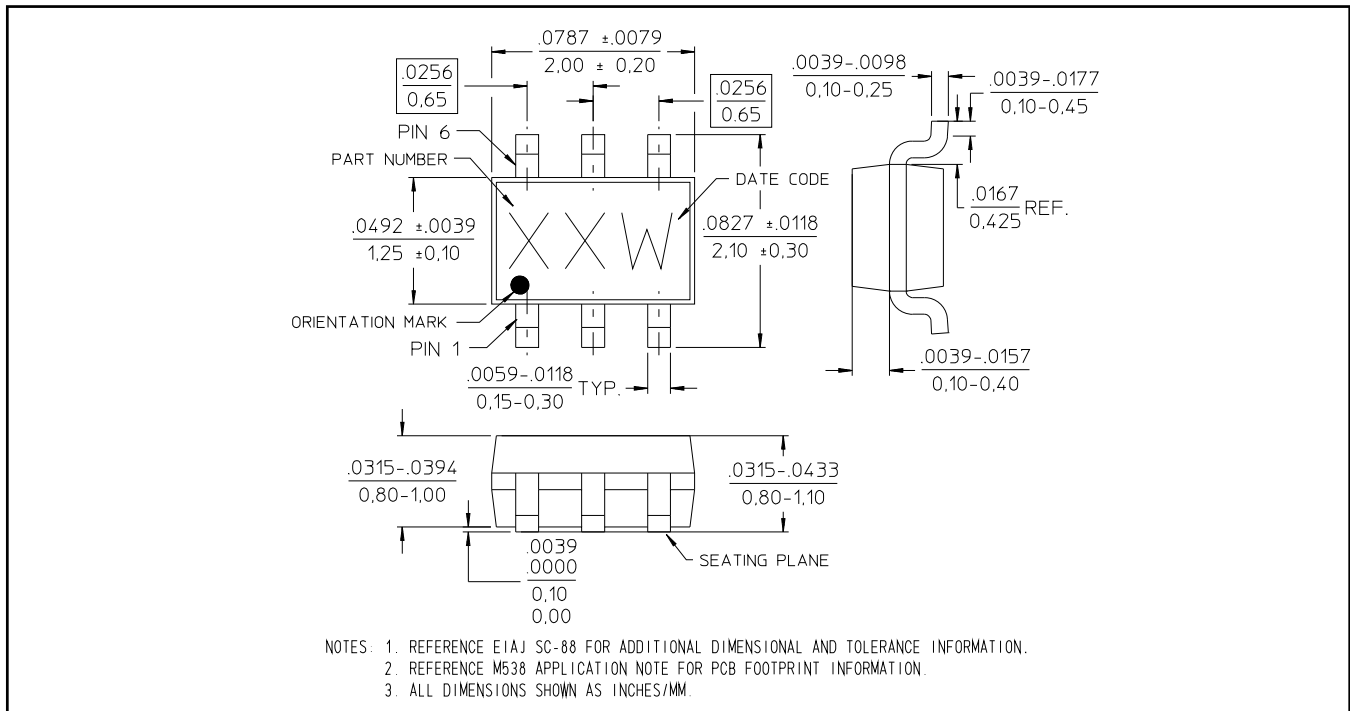 .0787 ±.0079
2,00 ± 0,20
.0256
0,65
.0256
0.65
.0039-.0098
0,10-0,25
.0039-.0177
0,10-0,45
PIN 6
PART NUMBER
DATE CODE
.0167
0,425
REF.
.0492 ±.0039
1,25 ±0,10
XXW
.0827 ±.0118
2,10 ±0,30
ORIENTATION MARK
PIN 1
.0059-.0118
0,15-0,30
TYP.
.0039-.0157
0,10-0,40
.0315-.0394
0,80-1,00
.0315-.0433
0,80-1,10
.0039
.0000
0,10
0,00
SEATING PLANE
NOTES: 1. REFERENCE EIAJ SC-88 FOR ADDITIONAL DIMENSIONAL AND TOLERANCE INFORMATION.
2. REFERENCE M538 APPLICATION NOTE FOR PCB FOOTPRINT INFORMATION.
3. ALL DIMENSIONS SHOWN AS INCHES/MM.